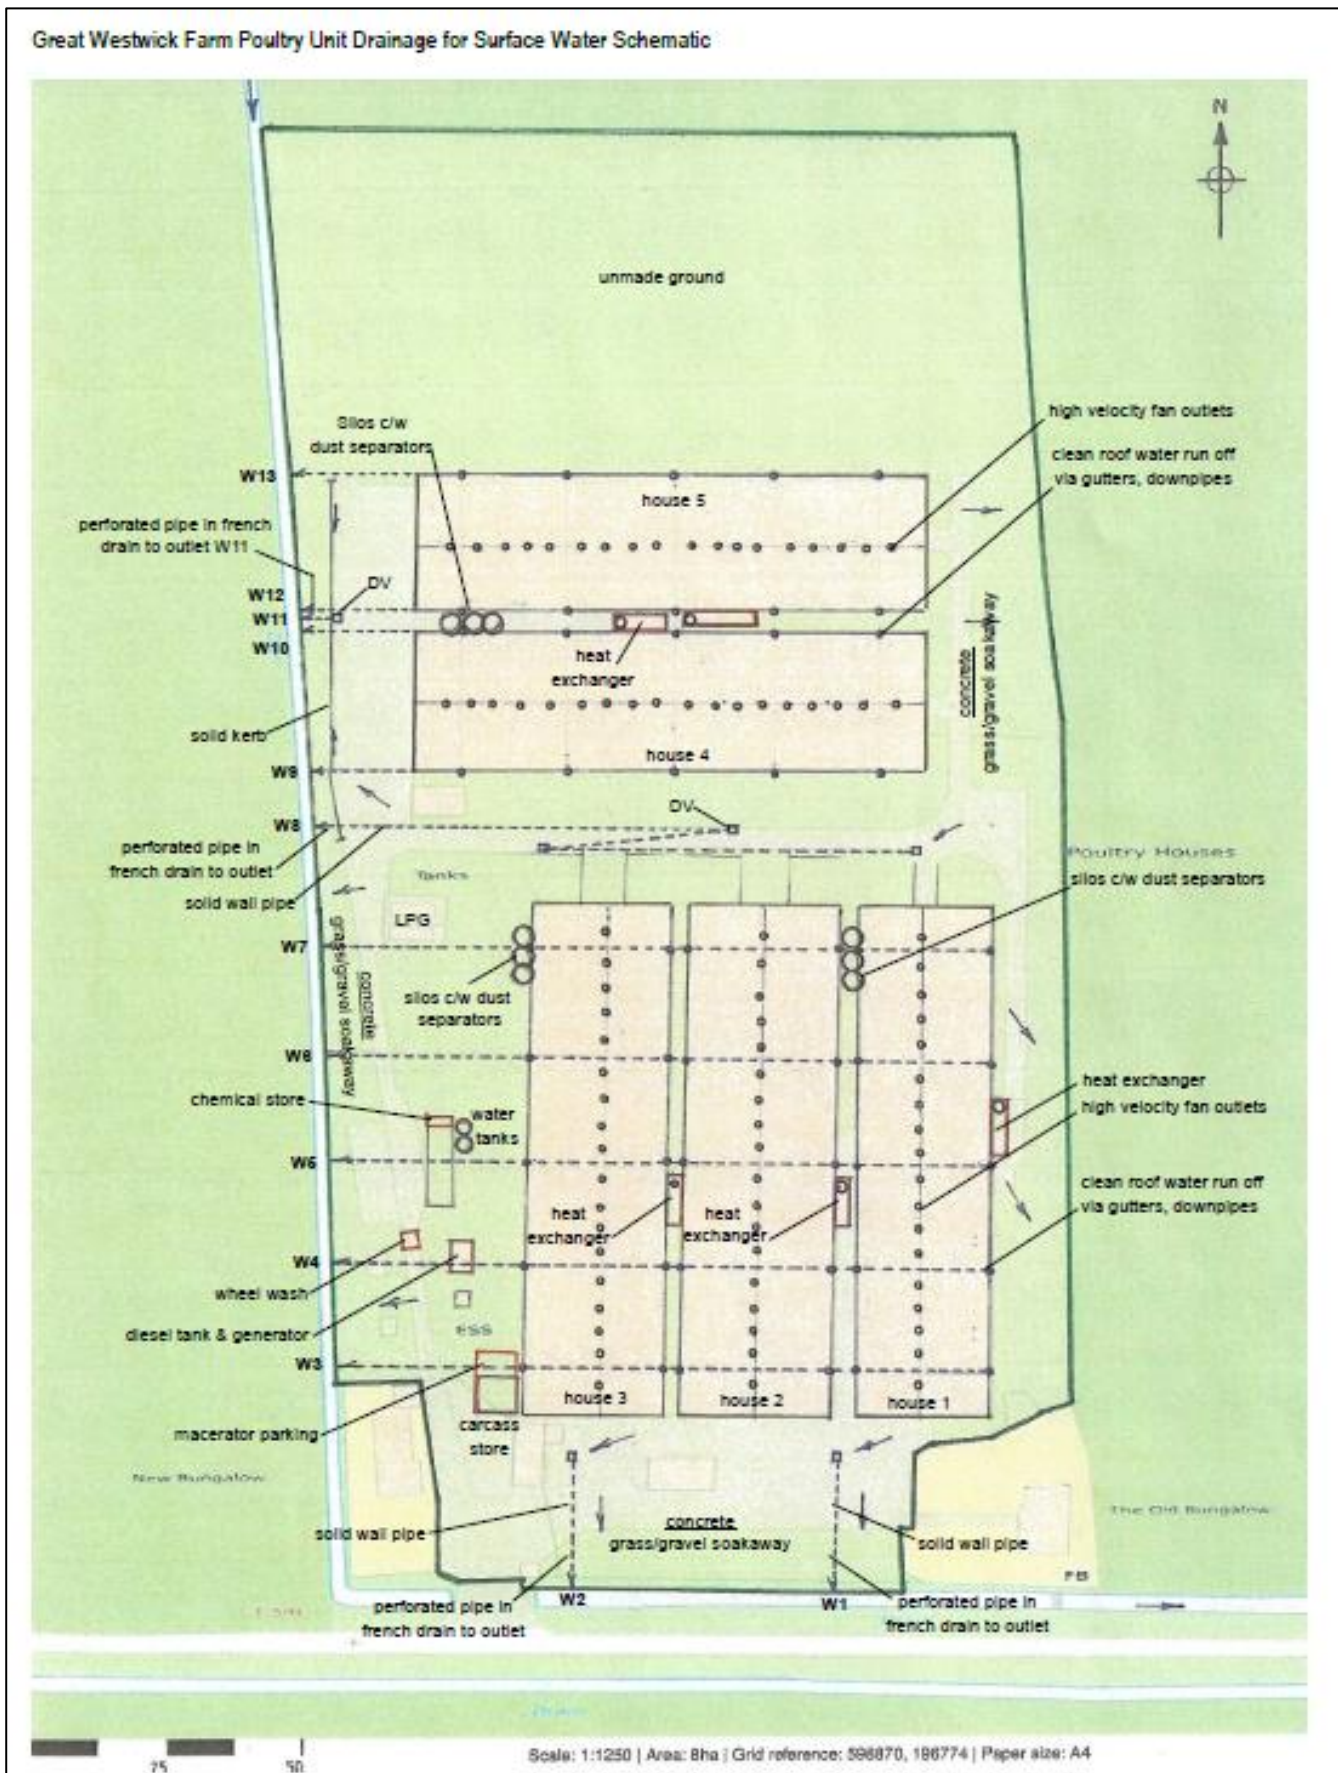 Great Westwick Farm Poultry Unit Drainage for Surface Water Schematic
N
unmade ground
high velocity fan outlets
Silos c/w
dust separators
clean roof water run off
via gutters, downpipes
W13
house 5
perforated pipe in french
drain to outlet W11
DV
W12
W11
W10
heat
exchanger
concrete
grass/gravel soakaway
solid kerb
house 4
W9
DV
W8
perforated pipe in
french drain to outlet
Poultry Houses
Tanks
silos c/w dust separators
solid wall pipe
LPG
W7
grass/gravel soakaway
concrete
silos c/w dust
separators
W6
heat exchanger
chemical store
water
tanks
high velocity fan outlets
W5
clean roof water run off
via gutters, downpipes
heat
exchanger
heat
exchanger
W4
wheel wash
diesel tank & generator
ESS
W3
house 3
house 2
house 1
macerator parking
carcass
store
New Bungalow
The Old Bungalow
solid wall pipe
concrete
grass/gravel soakaway
solid wall pipe
FB
W2
W1
perforated pipe in
french drain to outlet
perforated pipe in
french drain to outlet
Drain
25
50
Scale: 1:1250 | Area: 8ha | Grid reference: 596870, 196774 | Paper size: A4